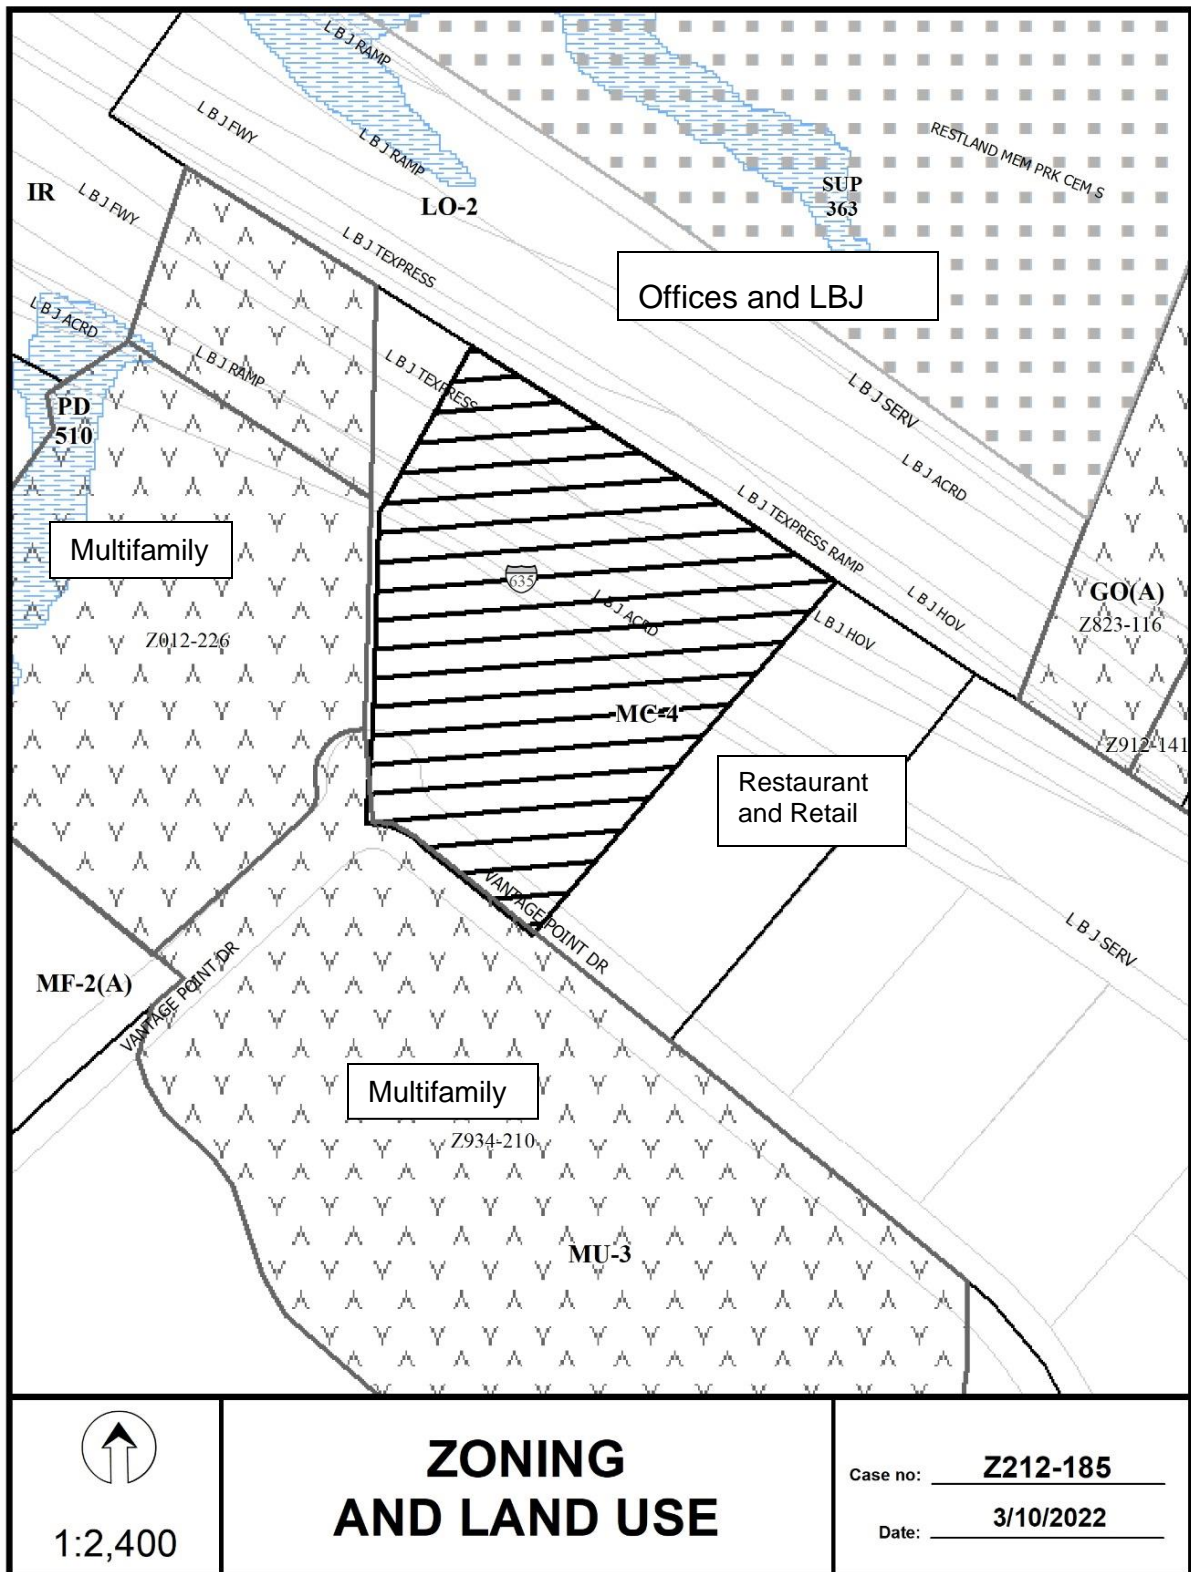 L B J RAMP
L B J FWY
L B J RAMP
RESTLAND MEM PRK CEM S
IR
L B J FWY
LO-2
SUP
363
L B J TEXPRESS
Offices and LBJ
L B J ACRD
L B J RAMP
L B J TEXPRESS
L B J SERV
PD
510
L B J ACRD
L B J TEXPRESS RAMP
Multifamily
635
L B J ACRD
L B J HOV
L B J HOV
GO(A)
Z823-116
Z012-226
MC-4
Z912-141
Restaurant
and Retail
VANTAGE POINT DR
L B J SERV
MF-2(A)
VANTAGE POINT DR
Multifamily
Z934-210
MU-3
1:2,400
ZONING
AND LAND USE
Case no: Z212-185
Date: 3/10/2022